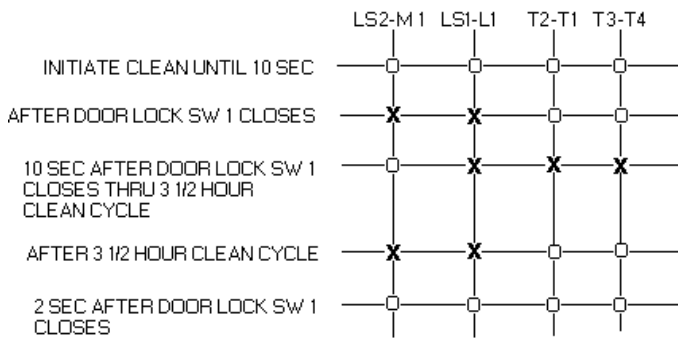 LS2-M1 LS1-L1 T2-T1 T3-T4
INITIATE CLEAN UNTIL 10 SEC O O O O
AFTER DOOR LOCK SW 1 CLOSES X X O O
10 SEC AFTER DOOR LOCK SW 1 O X X X
CLOSES THRU 3 1/2 HOUR
CLEAN CYCLE
AFTER 3 1/2 HOUR CLEAN CYCLE X X O O
2 SEC AFTER DOOR LOCK SW 1 O O O O
CLOSES